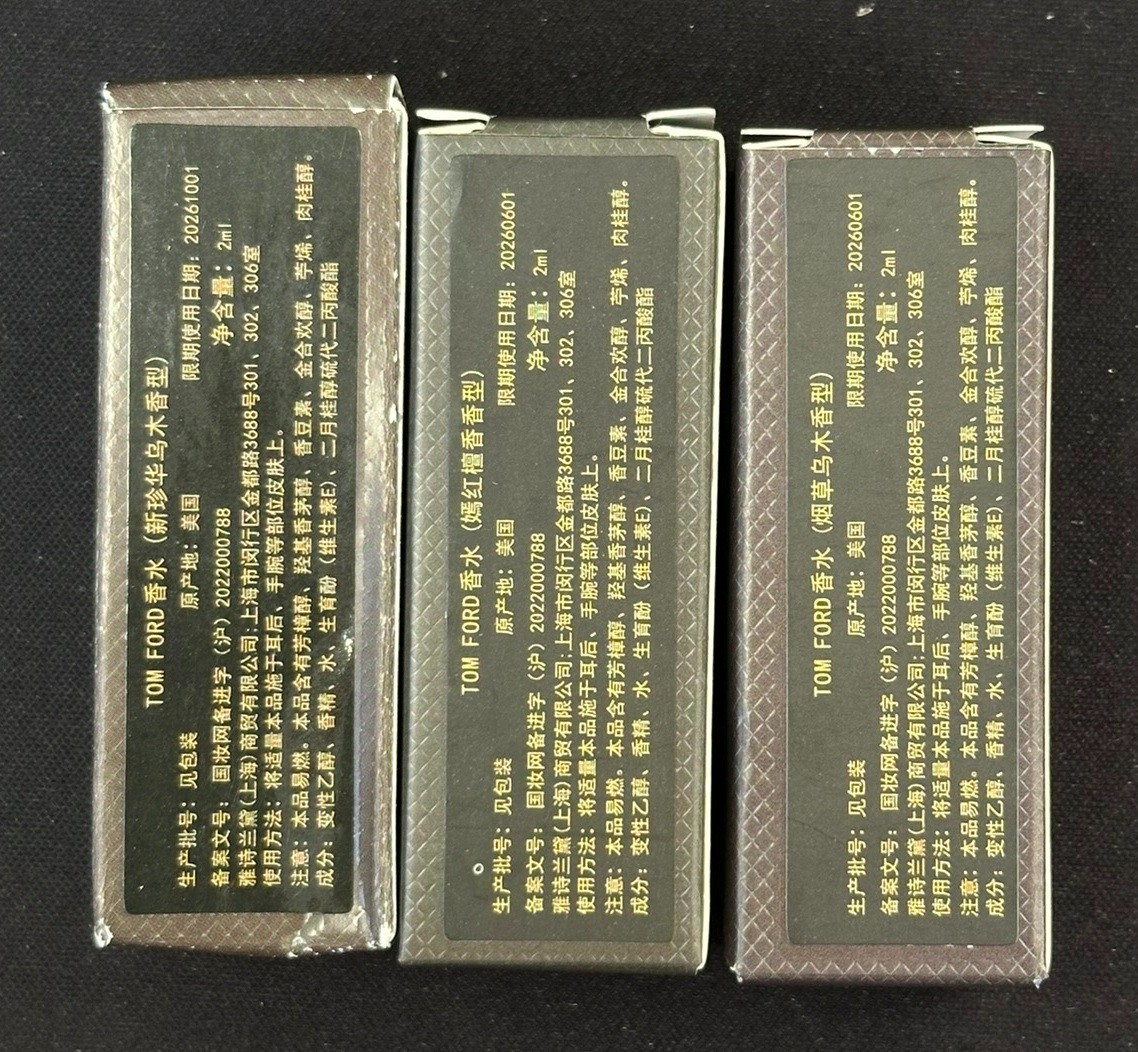 TOM FORD香水（新珍华乌木香型）
生产批号：见包装 原产地：美国 限期使用日期：20261001
备案文号：国妆网备进字（沪）2022000788 净含量：2ml
雅诗兰黛(上海)商贸有限公司:上海市闵行区金都路3688号301、302、306室
使用方法：将适量本品施于耳后、手腕等部位皮肤上。
注意：本品易燃。本品含有芳樟醇、羟基香茅醇、香豆素、金合欢醇、苧烯、肉桂醇。
成分：变性乙醇、香精、水、生育酚（维生素E）、二月桂醇硫代二丙酸酯
TOM FORD香水（嫣红檀香香型）
生产批号：见包装 原产地：美国 限期使用日期：20260601
备案文号：国妆网备进字（沪）2022000788 净含量：2ml
雅诗兰黛(上海)商贸有限公司:上海市闵行区金都路3688号301、302、306室
使用方法：将适量本品施于耳后、手腕等部位皮肤上。
注意：本品易燃。本品含有芳樟醇、羟基香茅醇、香豆素、金合欢醇、苧烯、肉桂醇。
成分：变性乙醇、香精、水、生育酚（维生素E）、二月桂醇硫代二丙酸酯
TOM FORD香水（烟草乌木香型）
生产批号：见包装 原产地：美国 限期使用日期：20260601
备案文号：国妆网备进字（沪）2022000788 净含量：2ml
雅诗兰黛(上海)商贸有限公司:上海市闵行区金都路3688号301、302、306室
使用方法：将适量本品施于耳后、手腕等部位皮肤上。
注意：本品易燃。本品含有芳樟醇、羟基香茅醇、香豆素、金合欢醇、苧烯、肉桂醇。
成分：变性乙醇、香精、水、生育酚（维生素E）、二月桂醇硫代二丙酸酯